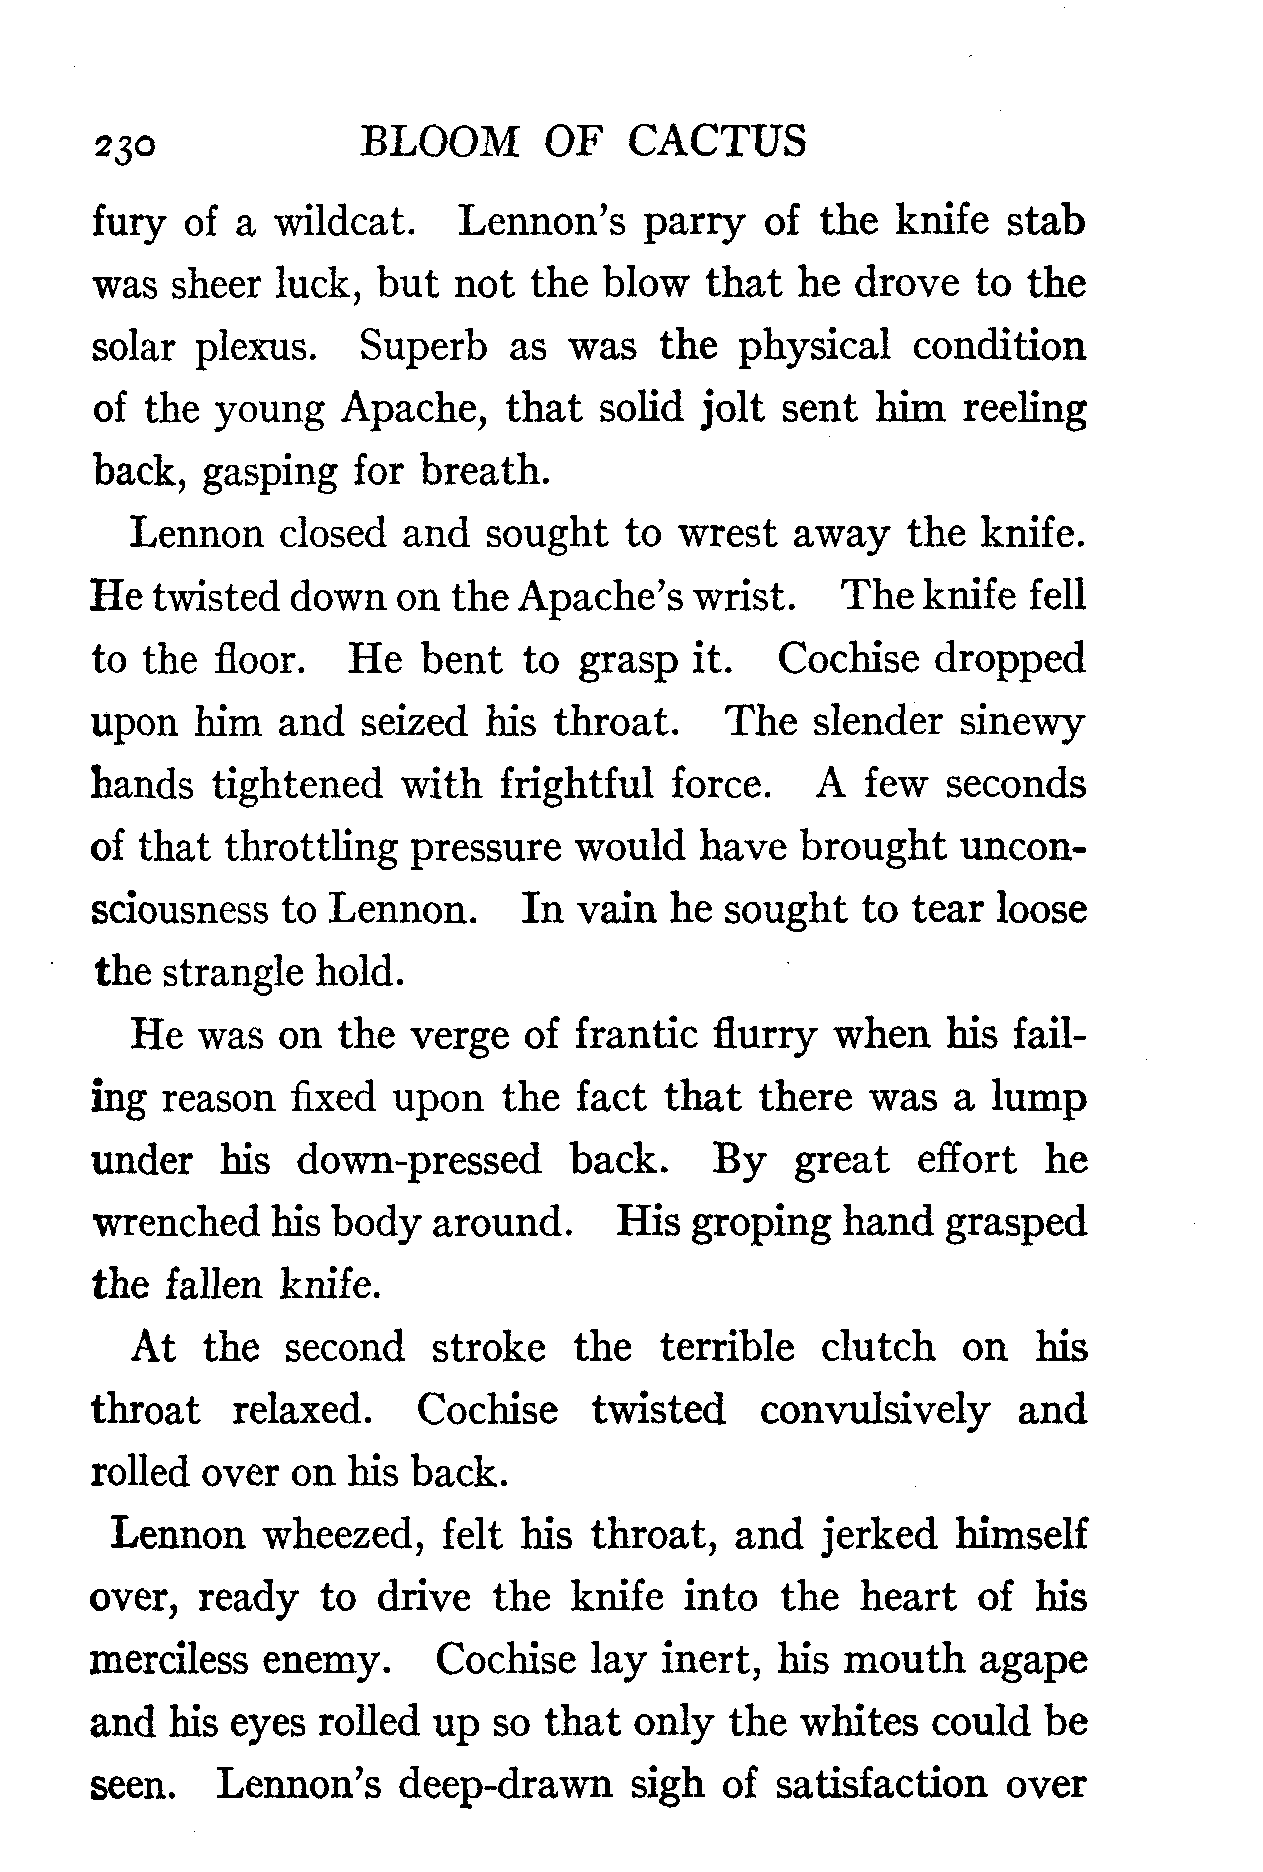 230 BLOOM OF CACTUS
fury of a wildcat. Lennon's parry of the knife stab
was sheer luck, but not the blow that he drove to the
solar plexus. Superb as was the physical condition
of the young Apache, that solid jolt sent him reeling
back, gasping for breath.
Lennon closed and sought to wrest away the knife.
He twisted down on the Apache's wrist. The knife fell
to the floor. He bent to grasp it. Cochise dropped
upon him and seized his throat. The slender sinewy
hands tightened with frightful force. A few seconds
of that throttling pressure would have brought uncon-
sciousness to Lennon. In vain he sought to tear loose
the strangle hold.
He was on the verge of frantic flurry when his fail-
ing reason fixed upon the fact that there was a lump
under his down-pressed back. By great effort he
wrenched his body around. His groping hand grasped
the fallen knife.
At the second stroke the terrible clutch on his
throat relaxed. Cochise twisted convulsively and
rolled over on his back.
Lennon wheezed, felt his throat, and jerked himself
over, ready to drive the knife into the heart of his
merciless enemy. Cochise lay inert, his mouth agape
and his eyes rolled up so that only the whites could be
seen. Lennon's deep-drawn sigh of satisfaction over